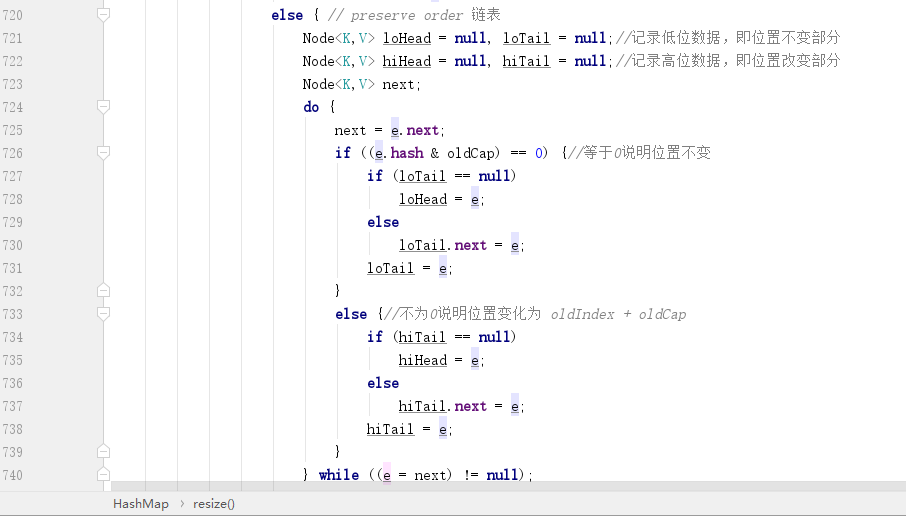 720 else { // preserve order 链表
721 Node<K,V> loHead = null, loTail = null;//记录低位数据，即位置不变部分
722 Node<K,V> hiHead = null, hiTail = null;//记录高位数据，即位置改变部分
723 Node<K,V> next;
724 do {
725 next = e.next;
726 if ((e.hash & oldCap) == 0) {//等于0说明位置不变
727 if (loTail == null)
728 loHead = e;
729 else
730 loTail.next = e;
731 loTail = e;
732 }
733 else {//不为0说明位置变化为 oldIndex + oldCap
734 if (hiTail == null)
735 hiHead = e;
736 else
737 hiTail.next = e;
738 hiTail = e;
739 }
740 } while ((e = next) != null);
HashMap › resize()